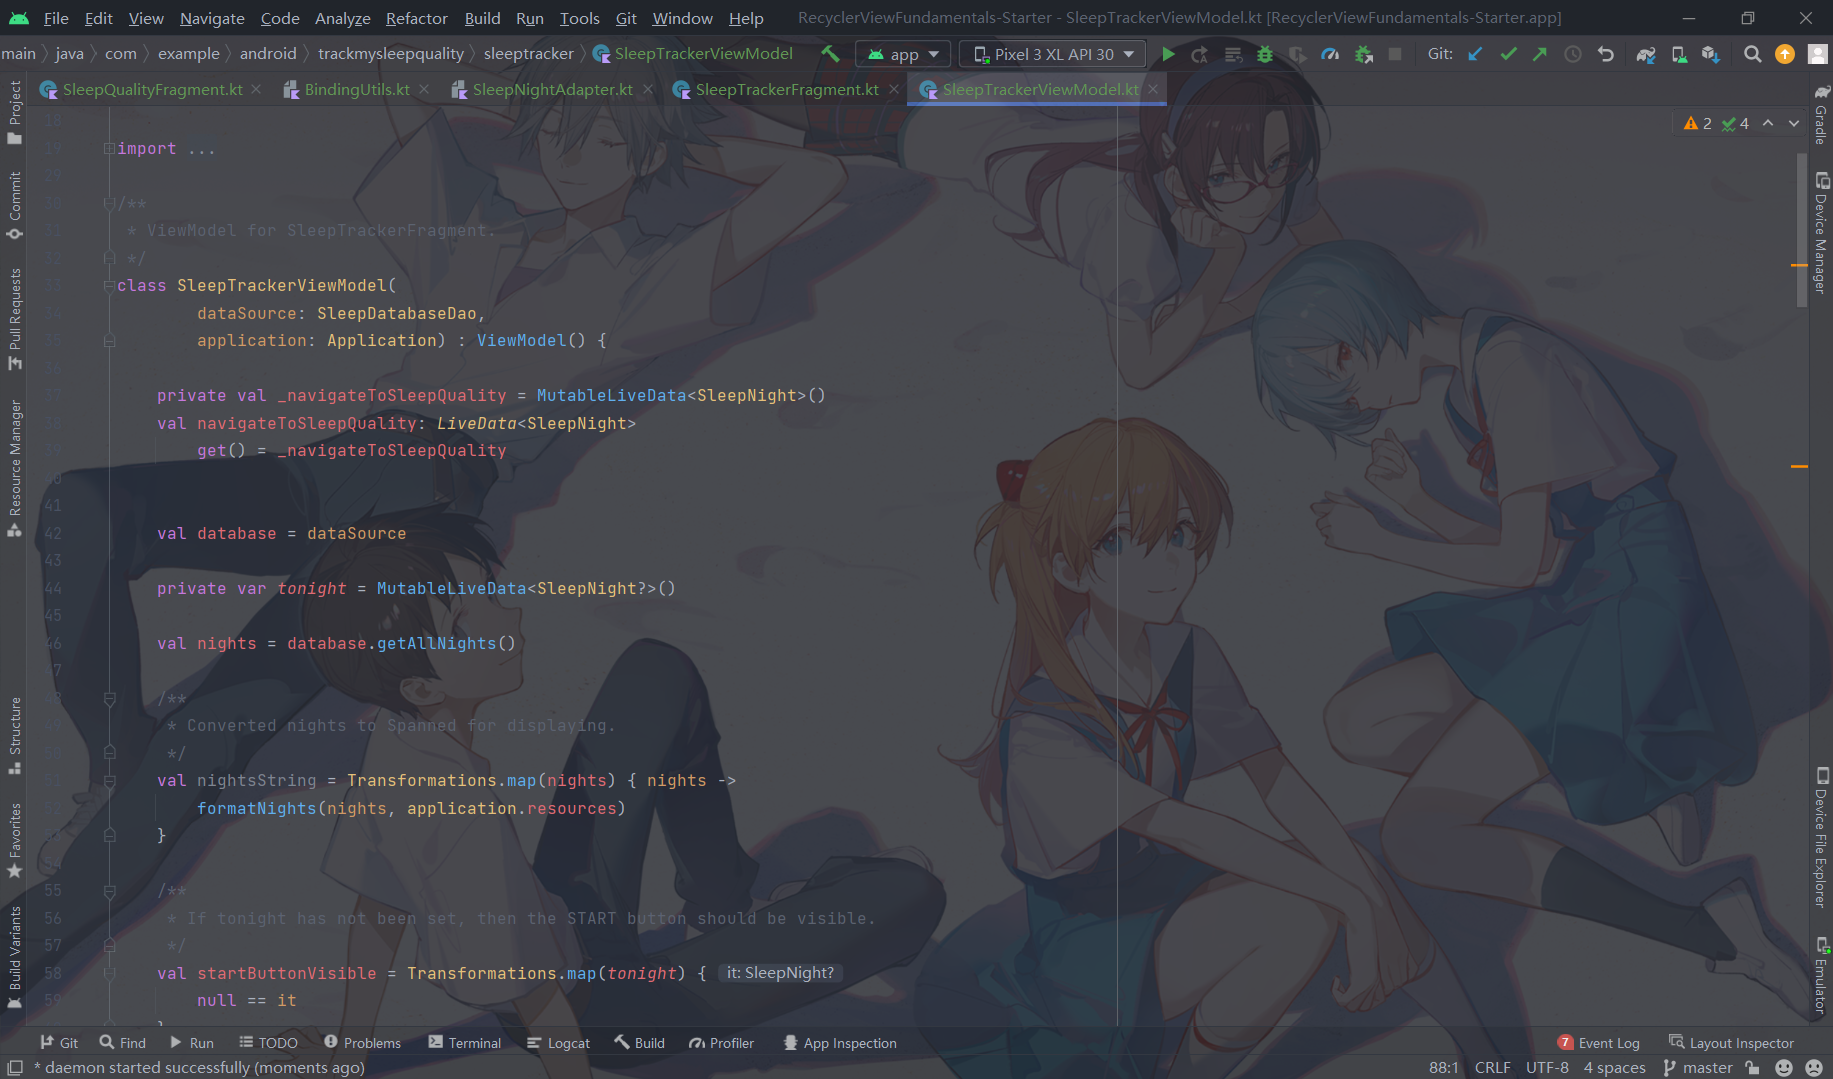 File Edit View Navigate Code Analyze Refactor Build Run Tools Git Window Help RecyclerViewFundamentals-Starter - SleepTrackerViewModel.kt [RecyclerViewFundamentals-Starter.app]
main java com example android trackmysleepquality sleeptracker SleepTrackerViewModel app Pixel 3 XL API 30 Git:
SleepQualityFragment.kt BindingUtils.kt SleepNightAdapter.kt SleepTrackerFragment.kt SleepTrackerViewModel.kt
2 4
18
19 import ...
29
30 /**
31 * ViewModel for SleepTrackerFragment.
32 */
33 class SleepTrackerViewModel(
34 dataSource: SleepDatabaseDao,
35 application: Application) : ViewModel() {
36
37 private val _navigateToSleepQuality = MutableLiveData<SleepNight>()
38 val navigateToSleepQuality: LiveData<SleepNight>
39 get() = _navigateToSleepQuality
40
41
42 val database = dataSource
43
44 private var tonight = MutableLiveData<SleepNight?>()
45
46 val nights = database.getAllNights()
47
48 /**
49 * Converted nights to Spanned for displaying.
50 */
51 val nightsString = Transformations.map(nights) { nights ->
52 formatNights(nights, application.resources)
53 }
54
55 /**
56 * If tonight has not been set, then the START button should be visible.
57 */
58 val startButtonVisible = Transformations.map(tonight) { it: SleepNight?
59 null == it
Project
Commit
Pull Requests
Resource Manager
Structure
Favorites
Build Variants
Gradle
Device Manager
Device File Explorer
Emulator
Git Find Run TODO Problems Terminal Logcat Build Profiler App Inspection 7 Event Log Layout Inspector
* daemon started successfully (moments ago) 88:1 CRLF UTF-8 4 spaces master